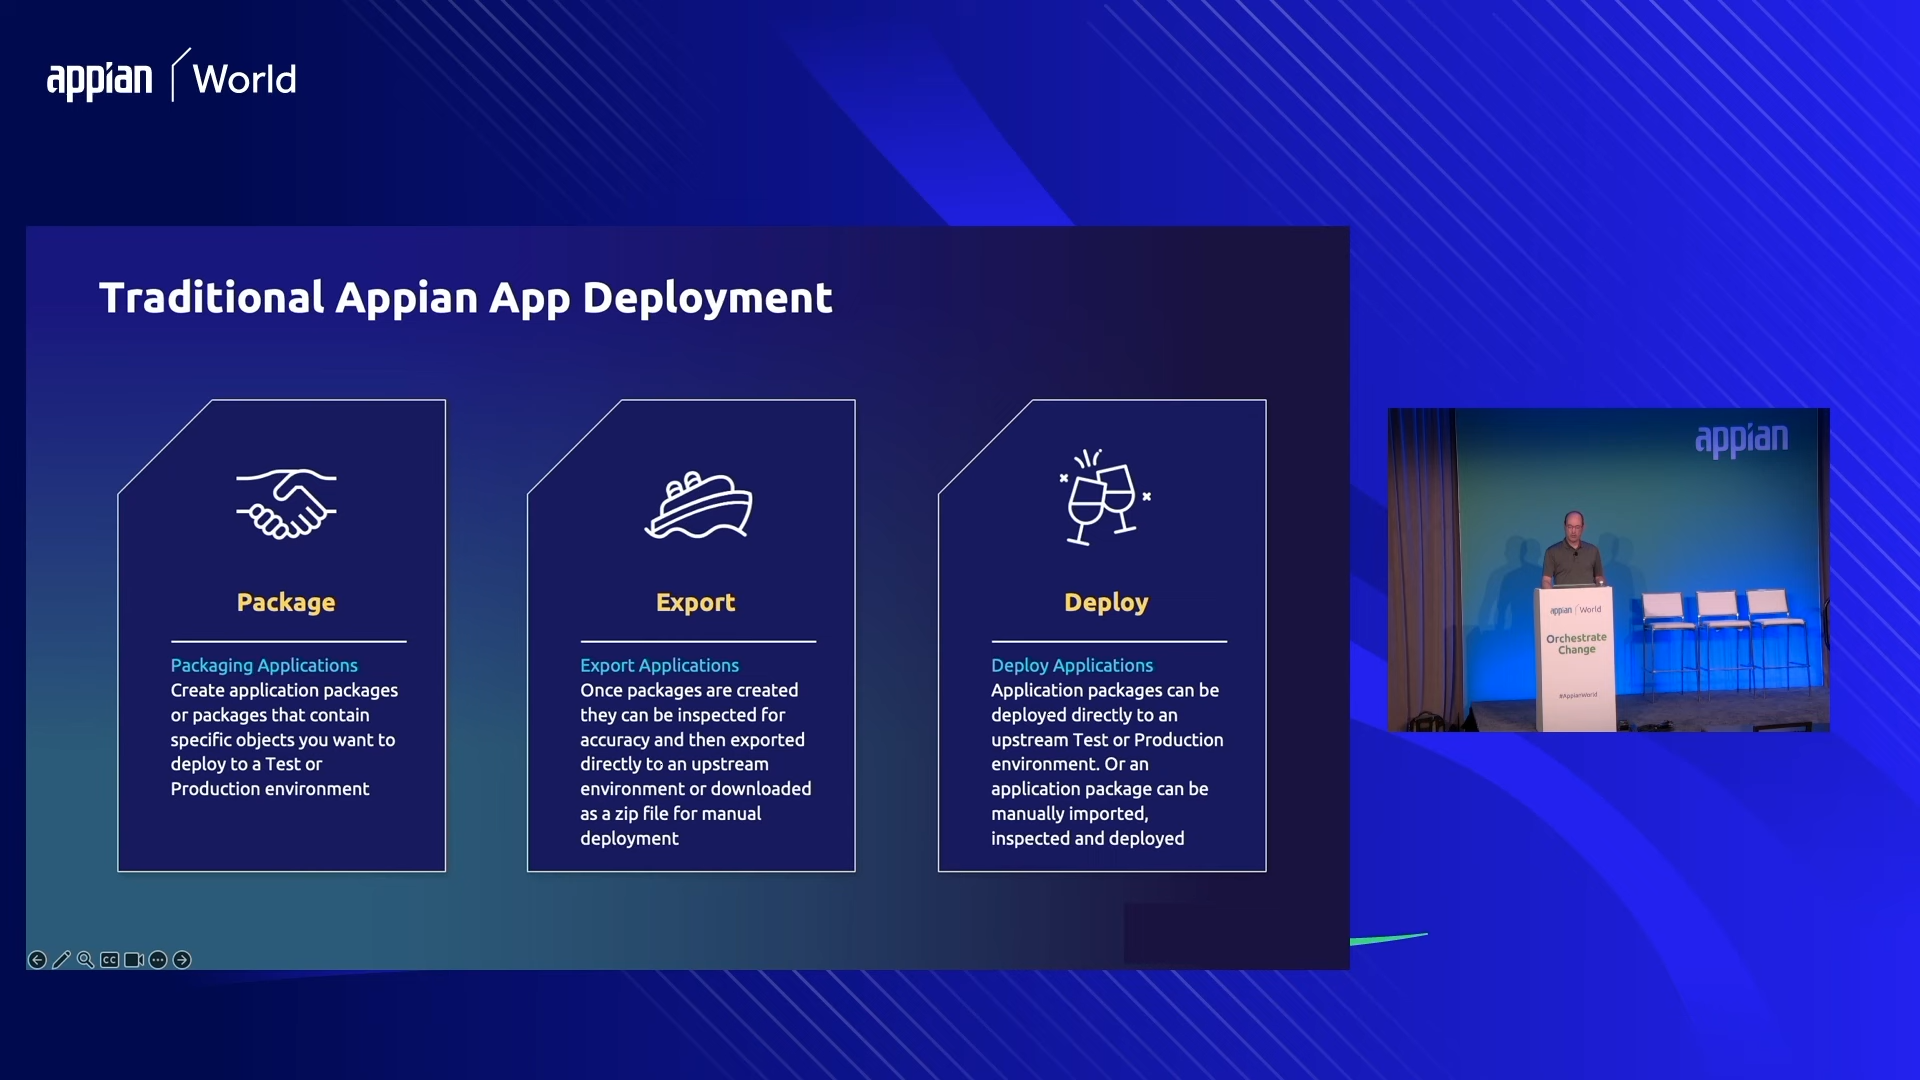 appian World
Traditional Appian App Deployment
Package
Packaging Applications
Create application packages
or packages that contain
specific objects you want to
deploy to a Test or
Production environment
Export
Export Applications
Once packages are created
they can be inspected for
accuracy and then exported
directly to an upstream
environment or downloaded
as a zip file for manual
deployment
Deploy
Deploy Applications
Application packages can be
deployed directly to an
upstream Test or Production
environment. Or an
application package can be
manually imported,
inspected and deployed
CC
appian
appian World
Orchestrate
Change
#AppianWorld